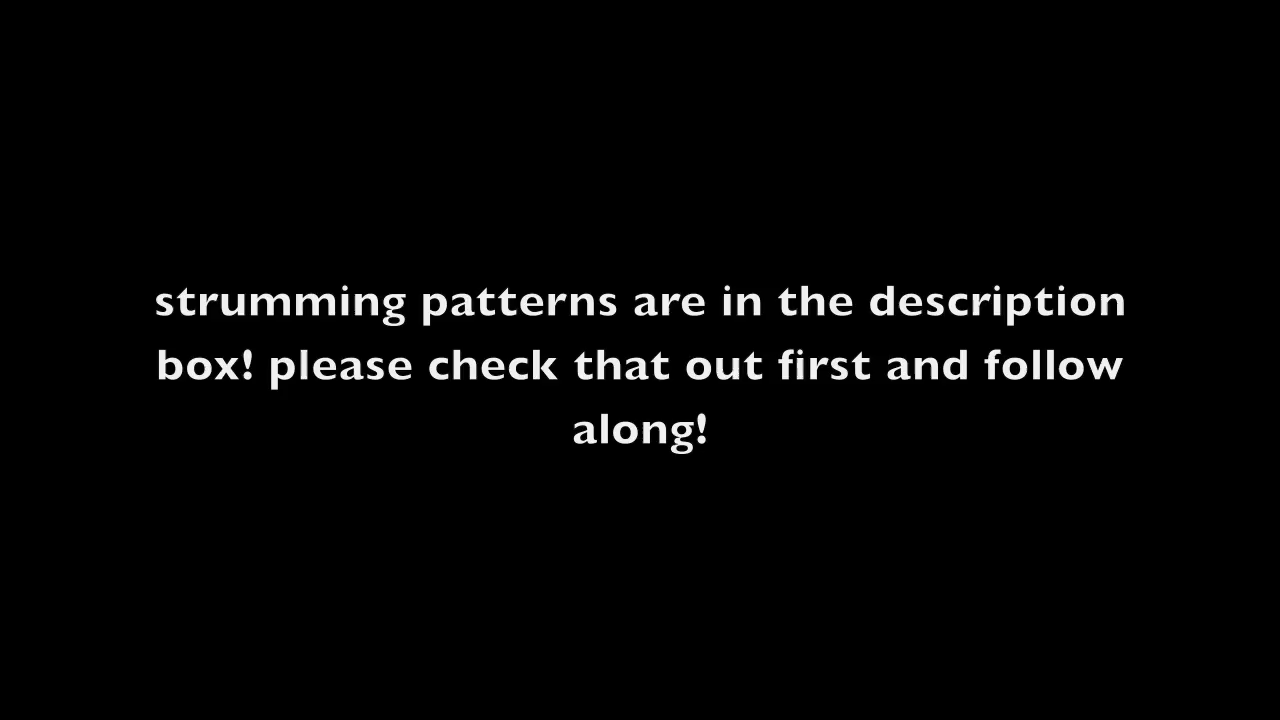 strumming patterns are in the description
box! please check that out first and follow
along!